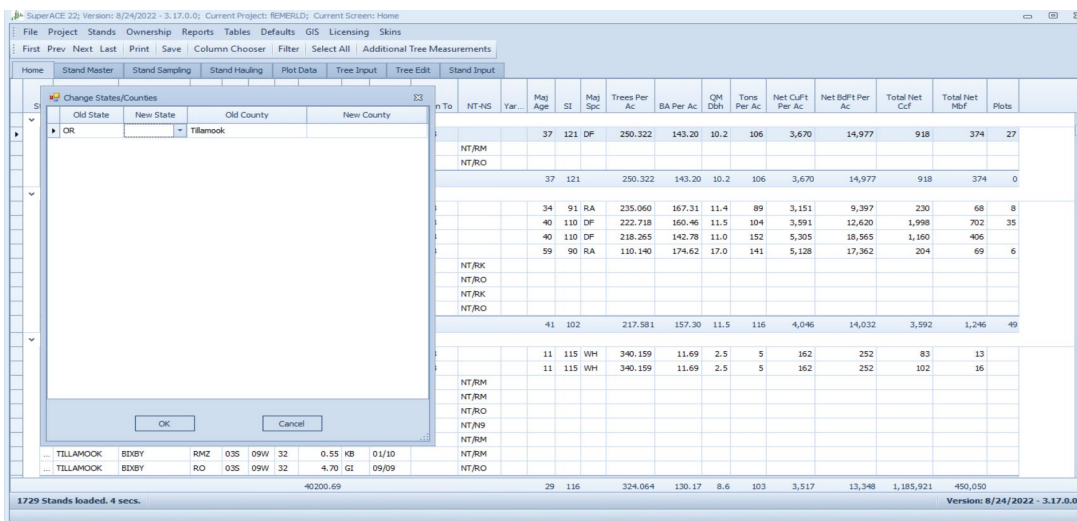 SuperACE 22; Version: 8/24/2022 - 3.17.0.0; Current Project: flEMERLD; Current Screen: Home
File Project Stands Ownership Reports Tables Defaults GIS Licensing Skins
First Prev Next Last Print Save Column Chooser Filter Select All Additional Tree Measurements
Home Stand Master Stand Sampling Stand Hauling Plot Data Tree Input Tree Edit Stand Input
n To NT-NS Yar... Maj Age SI Maj Spc Trees Per Ac BA Per Ac QM Dbh Tons Per Ac Net CuFt Per Ac Net BdFt Per Ac Total Net Ccf Total Net Mbf Plots
Change States/Counties
Old State New State Old County New County
OR Tillamook
37 121 DF 250.322 143.20 10.2 106 3,670 14,977 918 374 27
NT/RM
NT/RO
37 121 250.322 143.20 10.2 106 3,670 14,977 918 374 0
34 91 RA 235.060 167.31 11.4 89 3,151 9,397 230 68 8
40 110 DF 222.718 160.46 11.5 104 3,591 12,620 1,998 702 35
40 110 DF 218.265 142.78 11.0 152 5,305 18,565 1,160 406
59 90 RA 110.140 174.62 17.0 141 5,128 17,362 204 69 6
NT/RK
NT/RO
NT/RK
NT/RO
41 102 217.581 157.30 11.5 116 4,046 14,032 3,592 1,246 49
11 115 WH 340.159 11.69 2.5 5 162 252 83 13
11 115 WH 340.159 11.69 2.5 5 162 252 102 16
NT/RM
NT/RM
NT/RO
NT/N9
NT/RM
OK Cancel
... TILLAMOOK BIXBY RMZ 03S 09W 32 0.55 KB 01/10 NT/RM
... TILLAMOOK BIXBY RO 03S 09W 32 4.70 GI 09/09 NT/RO
40200.69 29 116 324.064 130.17 8.6 103 3,517 13,348 1,185,921 450,050
1729 Stands loaded. 4 secs. Version: 8/24/2022 - 3.17.0.0